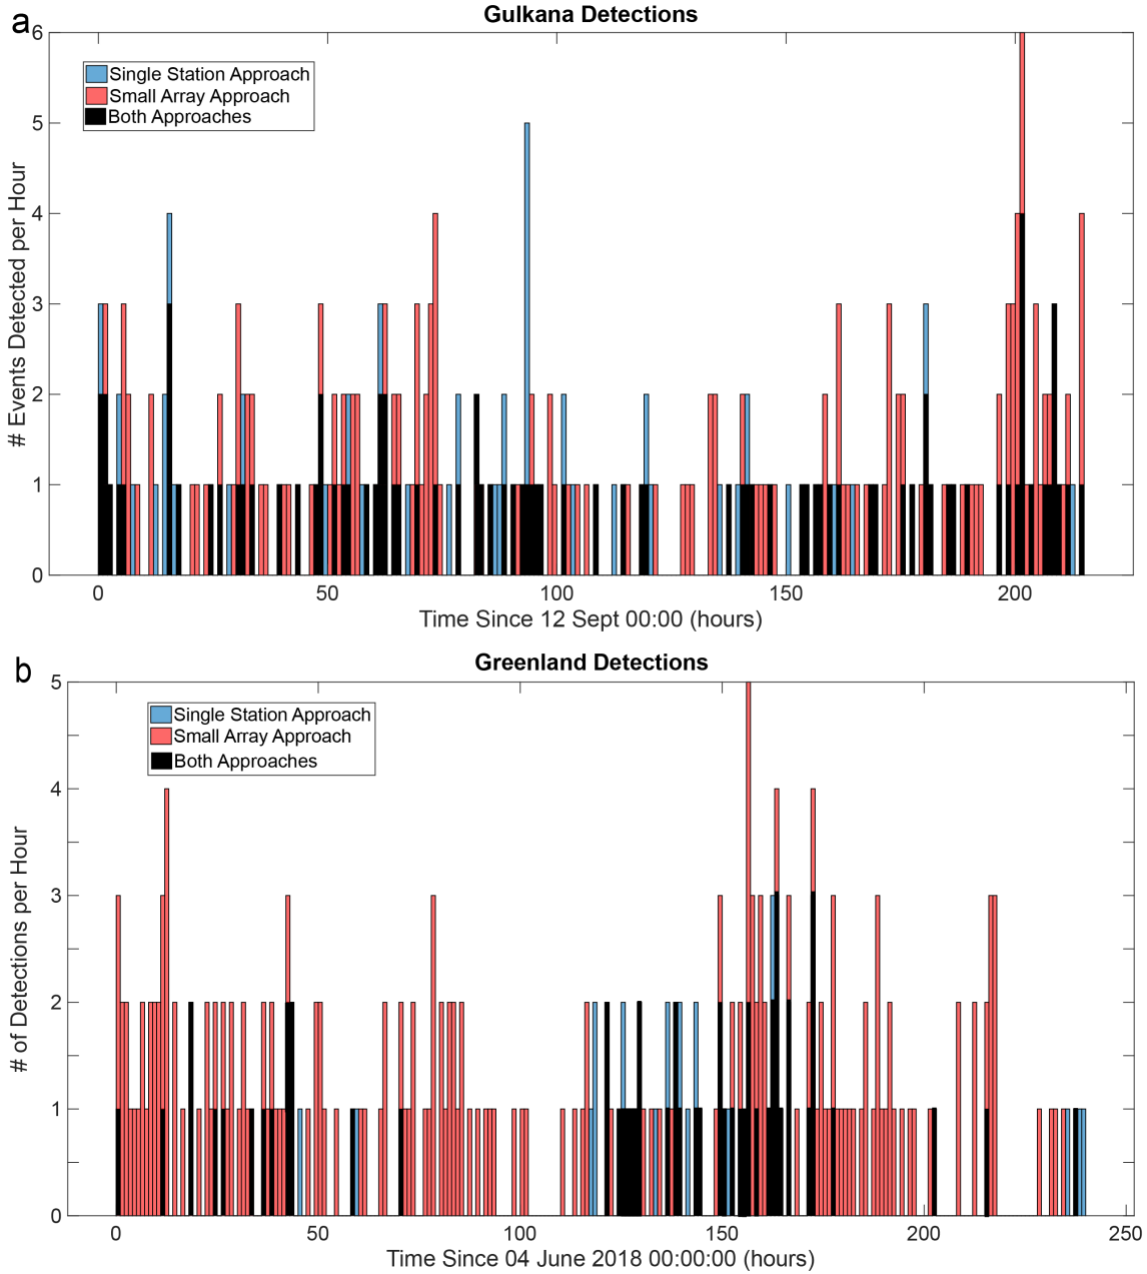 a
Gulkana Detections
6
5
4
3
2
1
0
# Events Detected per Hour
Single Station Approach
Small Array Approach
Both Approaches
0 50 100 150 200
Time Since 12 Sept 00:00 (hours)
b
Greenland Detections
5
4
3
2
1
0
# of Detections per Hour
Single Station Approach
Small Array Approach
Both Approaches
0 50 100 150 200 250
Time Since 04 June 2018 00:00:00 (hours)